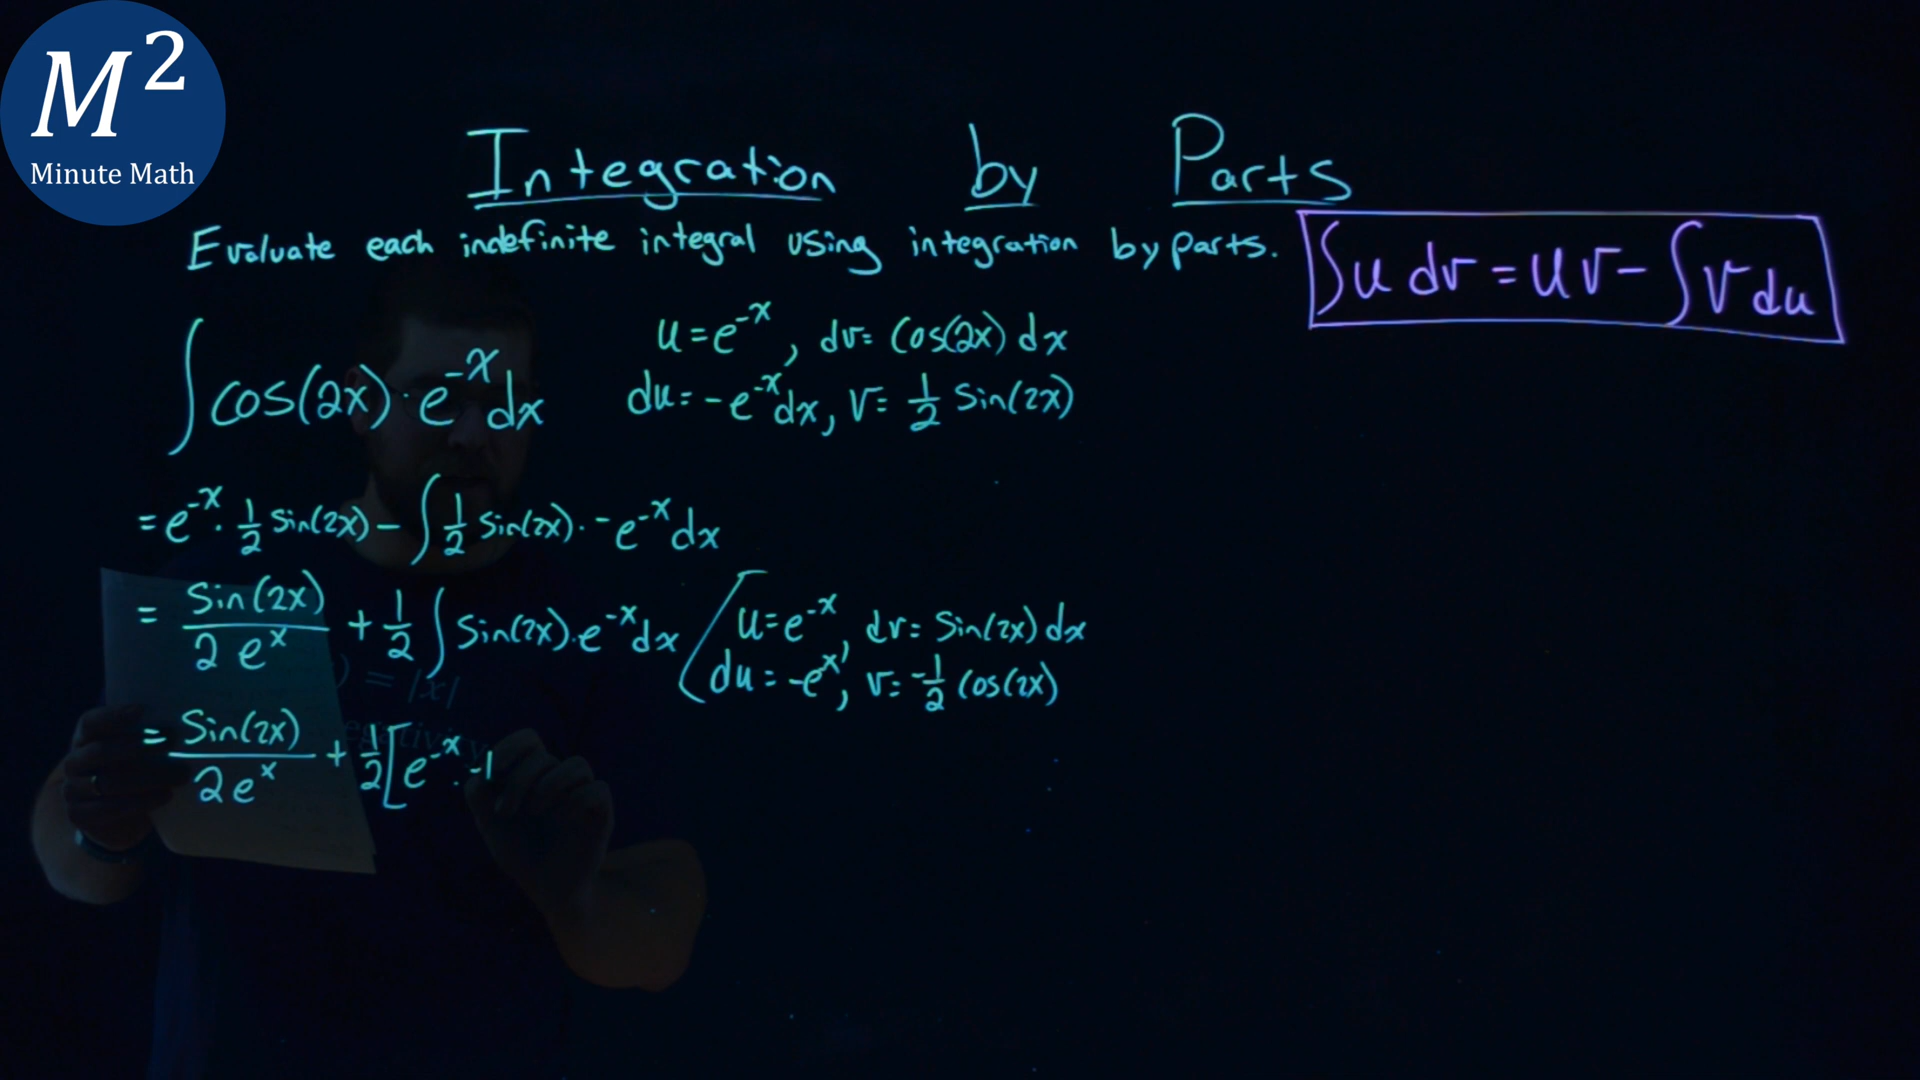 M²
Minute Math
Integration by Parts
Evaluate each indefinite integral using integration by parts.
∫u dv = uv - ∫v du
∫cos(2x)·e^-x dx
u = e^-x, dv = cos(2x) dx
du = -e^-x dx, v = 1/2 sin(2x)
= e^-x · 1/2 sin(2x) - ∫ 1/2 sin(2x) · -e^-x dx
= sin(2x)/2e^x + 1/2 ∫ sin(2x)·e^-x dx
u = e^-x, dv = sin(2x) dx
du = -e^-x, v = -1/2 cos(2x)
= sin(2x)/2e^x + 1/2 [e^-x · -1
) = |x|